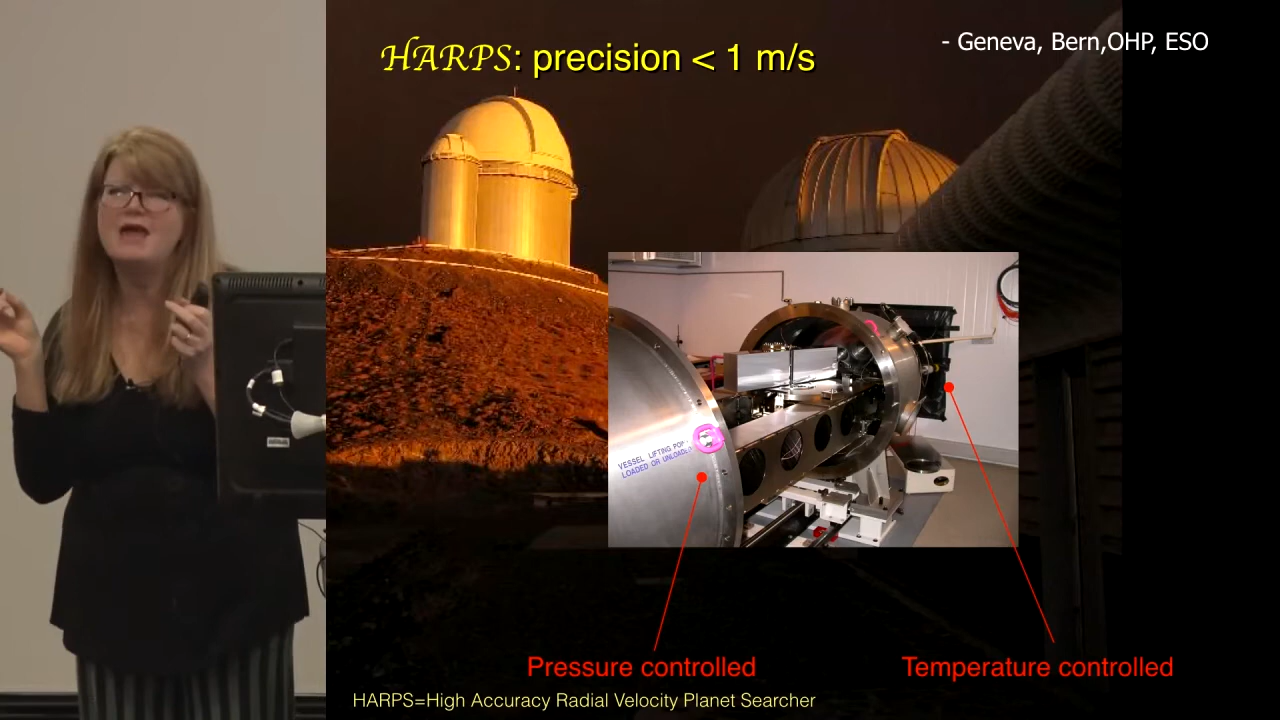 HARPS: precision < 1 m/s
- Geneva, Bern,OHP, ESO
VESSEL LIFTING
LOADED OR UNLOADED
Pressure controlled
Temperature controlled
HARPS=High Accuracy Radial Velocity Planet Searcher